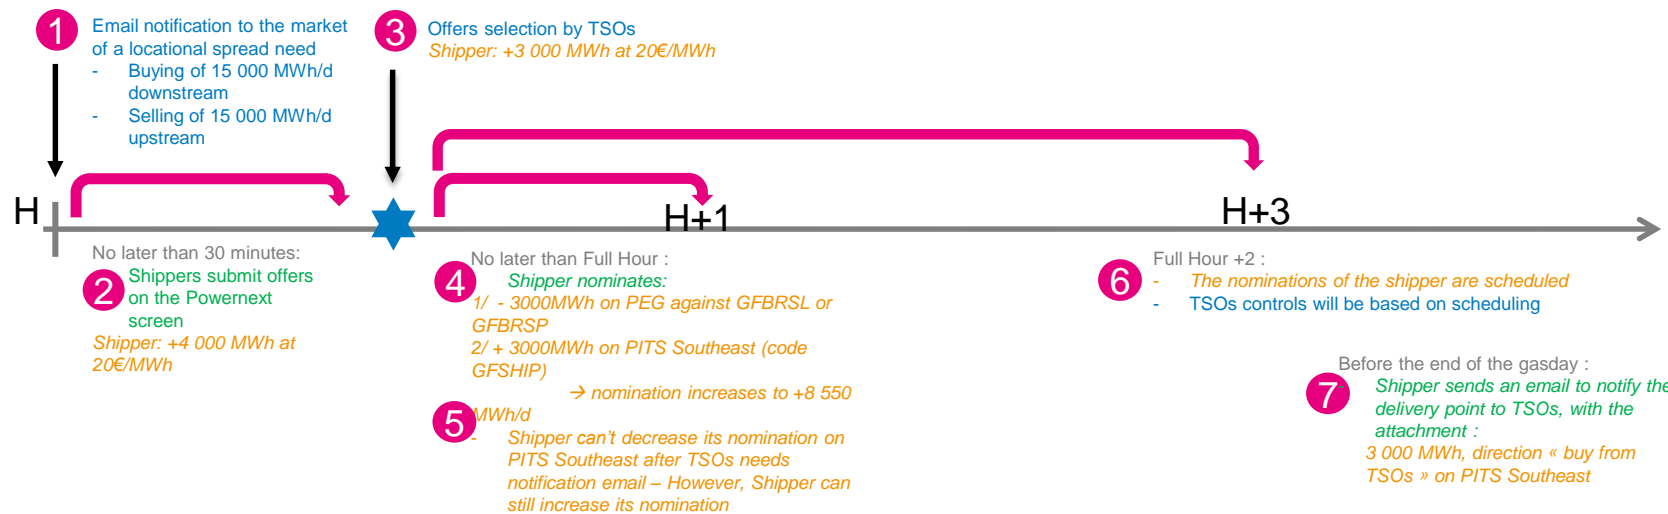 1
Email notification to the market
of a locational spread need
- Buying of 15 000 MWh/d
downstream
- Selling of 15 000 MWh/d
upstream
3
Offers selection by TSOs
Shipper: +3 000 MWh at 20€/MWh
H
H+1
H+3
No later than 30 minutes:
2
Shippers submit offers
on the Powernext
screen
Shipper: +4 000 MWh at
20€/MWh
No later than Full Hour :
4
Shipper nominates:
1/ - 3000MWh on PEG against GFBRSL or
GFBRSP
2/ + 3000MWh on PITS Southeast (code
GFSHIP)
→ nomination increases to +8 550
MWh/d
5
- Shipper can't decrease its nomination on
PITS Southeast after TSOs needs
notification email – However, Shipper can
still increase its nomination
Full Hour +2 :
6
- The nominations of the shipper are scheduled
- TSOs controls will be based on scheduling
Before the end of the gasday :
7
- Shipper sends an email to notify the
delivery point to TSOs, with the
attachment :
3 000 MWh, direction « buy from
TSOs » on PITS Southeast